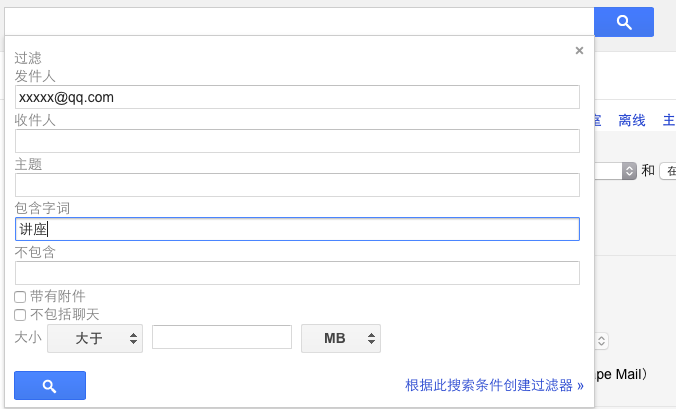 过滤 ×
发件人
xxxxx@qq.com
收件人
主题
包含字词
讲座
不包含
带有附件
不包括聊天
大小 大于 MB
根据此搜索条件创建过滤器 »
离线 主
和 在
pe Mail）